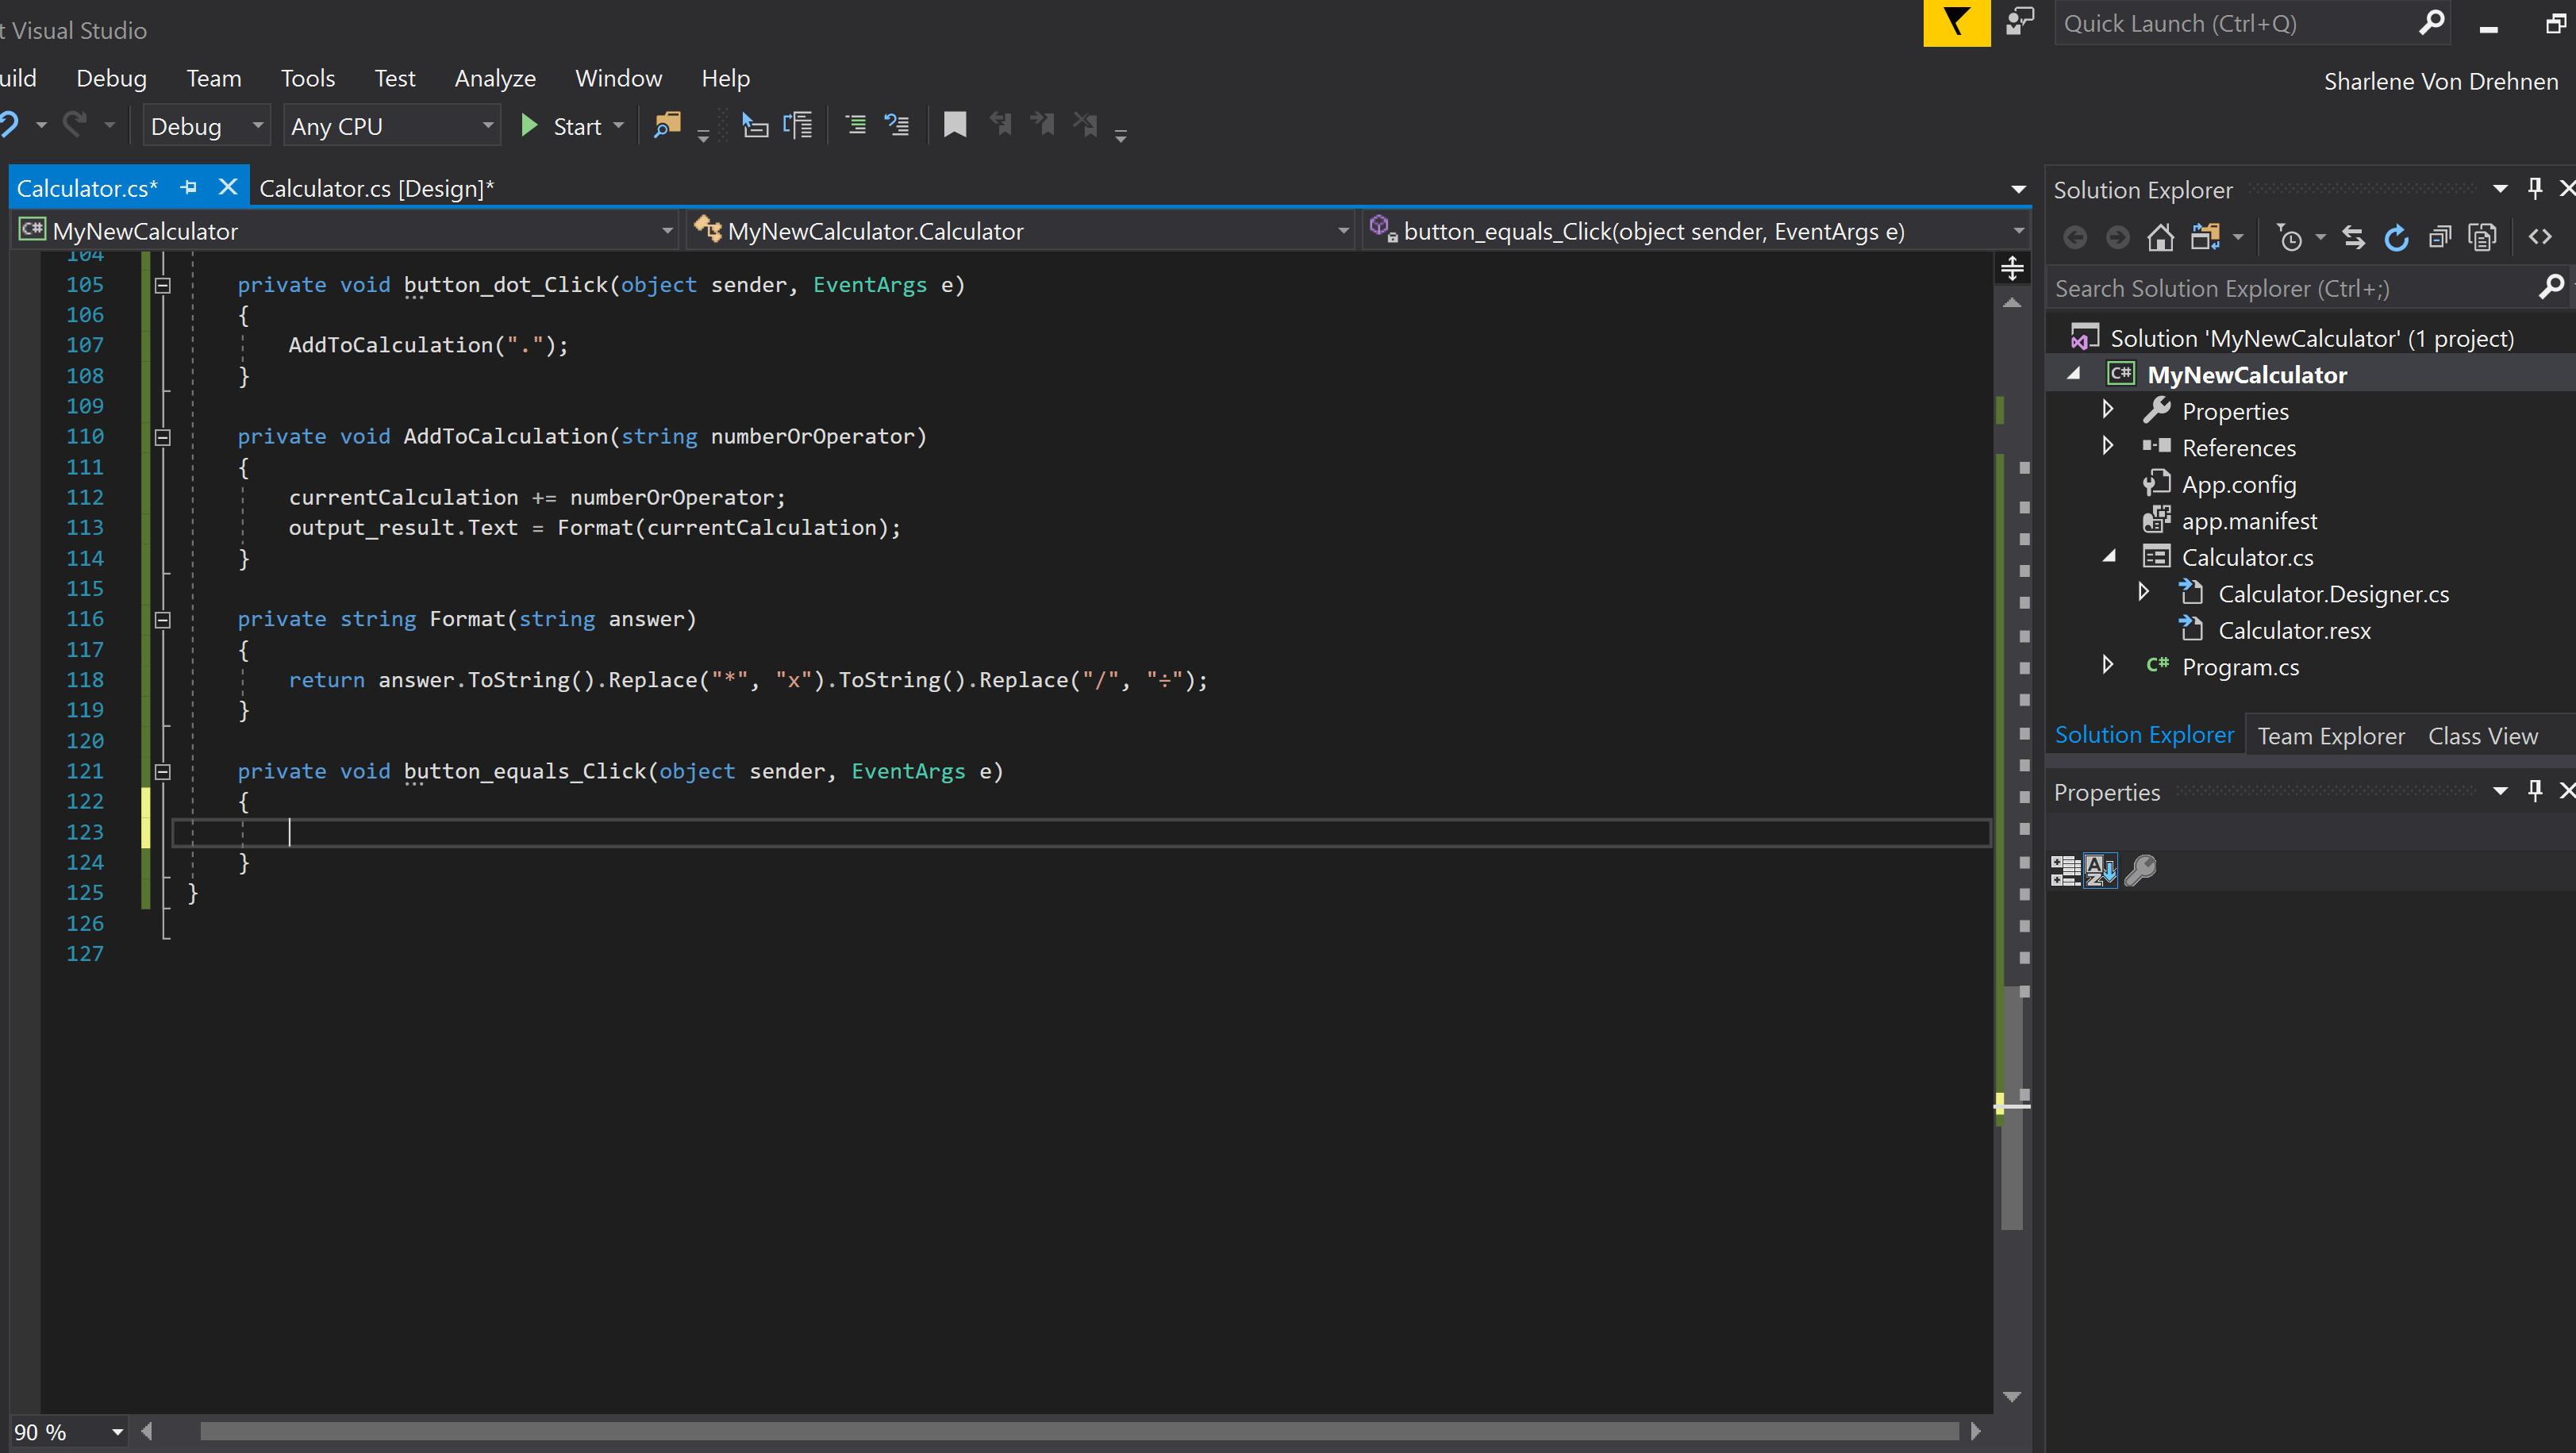 t Visual Studio
Quick Launch (Ctrl+Q)
uild Debug Team Tools Test Analyze Window Help
Sharlene Von Drehnen
Debug Any CPU Start
Calculator.cs* Calculator.cs [Design]*
MyNewCalculator MyNewCalculator.Calculator button_equals_Click(object sender, EventArgs e)
104
105 private void button_dot_Click(object sender, EventArgs e)
106 {
107 AddToCalculation(".");
108 }
109
110 private void AddToCalculation(string numberOrOperator)
111 {
112 currentCalculation += numberOrOperator;
113 output_result.Text = Format(currentCalculation);
114 }
115
116 private string Format(string answer)
117 {
118 return answer.ToString().Replace("*", "x").ToString().Replace("/", "÷");
119 }
120
121 private void button_equals_Click(object sender, EventArgs e)
122 {
123
124 }
125 }
126
127
90 %
Solution Explorer
Search Solution Explorer (Ctrl+;)
Solution 'MyNewCalculator' (1 project)
C# MyNewCalculator
Properties
References
App.config
app.manifest
Calculator.cs
Calculator.Designer.cs
Calculator.resx
C# Program.cs
Solution Explorer Team Explorer Class View
Properties